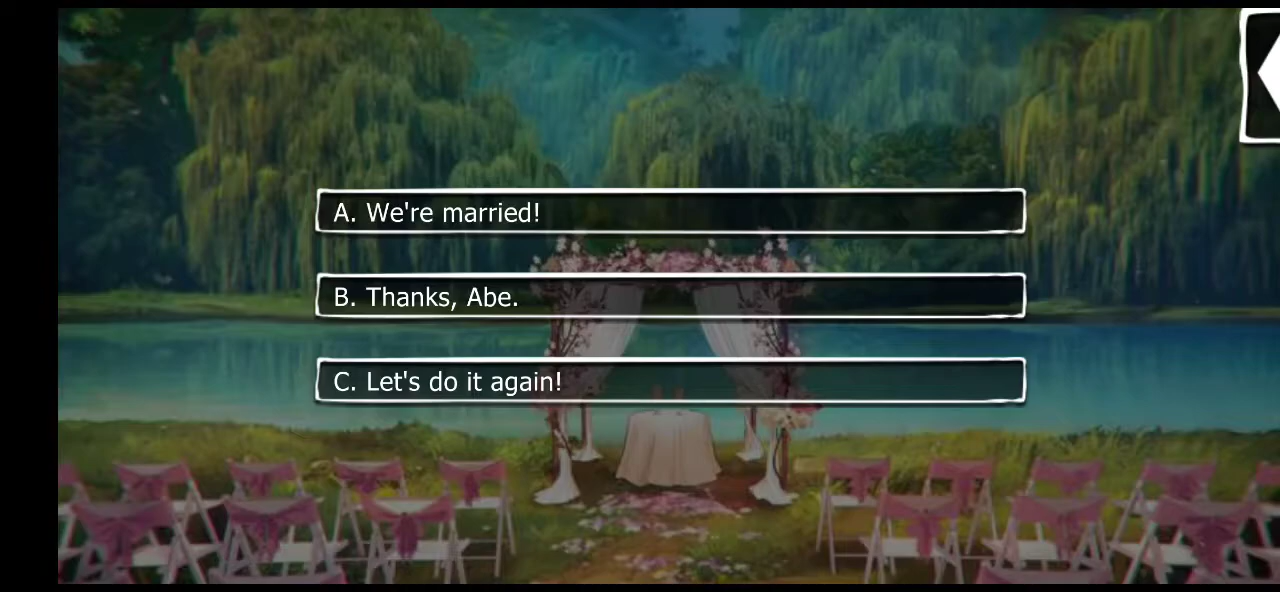 A. We're married!
B. Thanks, Abe.
C. Let's do it again!